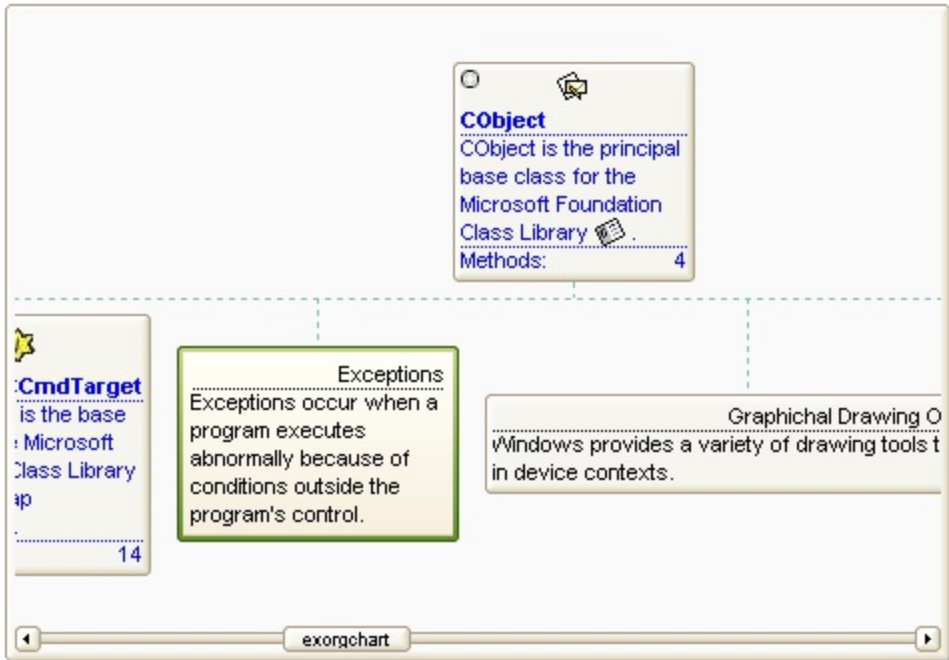 CObject
CObject is the principal
base class for the
Microsoft Foundation
Class Library .
Methods: 4
CmdTarget
is the base
Microsoft
Class Library
14
Exceptions
Exceptions occur when a
program executes
abnormally because of
conditions outside the
program's control.
Graphichal Drawing O
Windows provides a variety of drawing tools t
in device contexts.
exorgchart